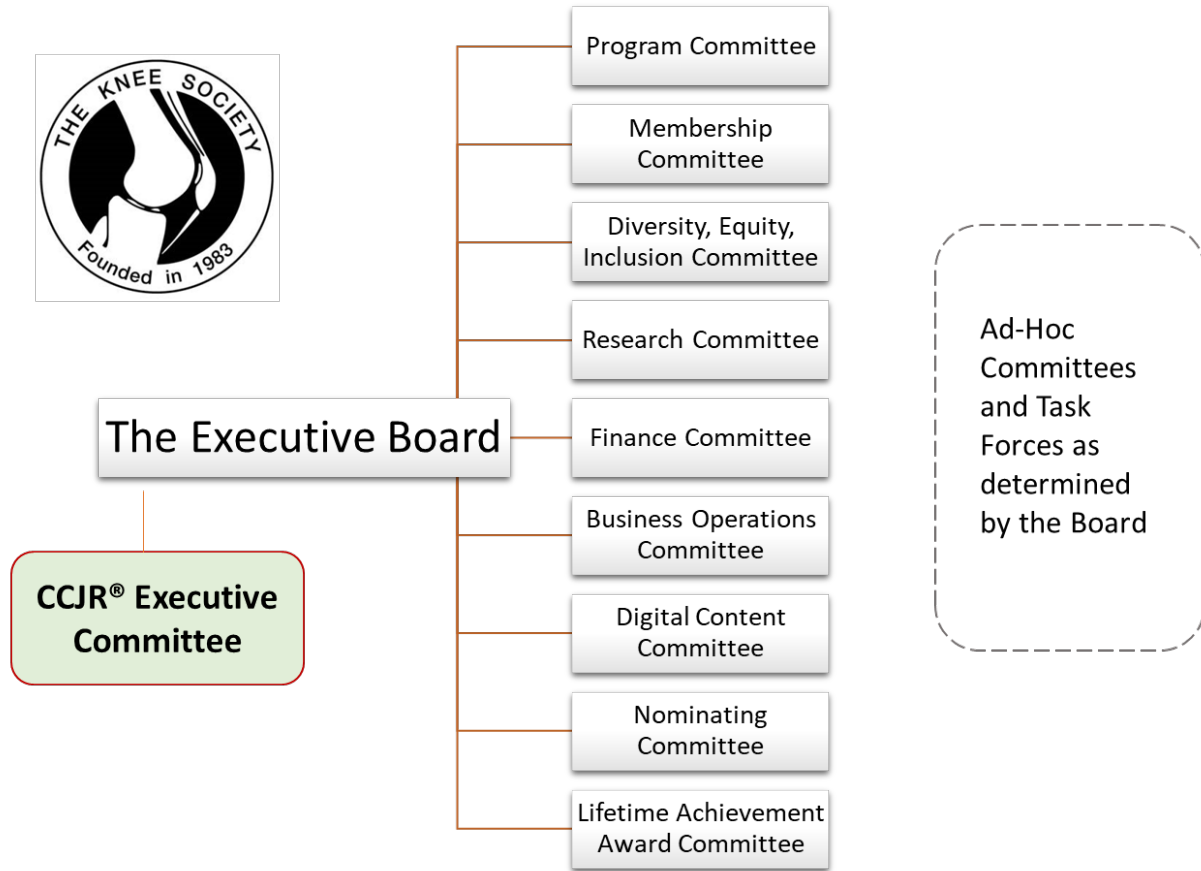 THE KNEE SOCIETY
Founded in 1983
Program Committee
Membership
Committee
Diversity, Equity,
Inclusion Committee
Research Committee
The Executive Board
Finance Committee
Business Operations
Committee
CCJR® Executive
Committee
Digital Content
Committee
Nominating
Committee
Lifetime Achievement
Award Committee
Ad-Hoc
Committees
and Task
Forces as
determined
by the Board